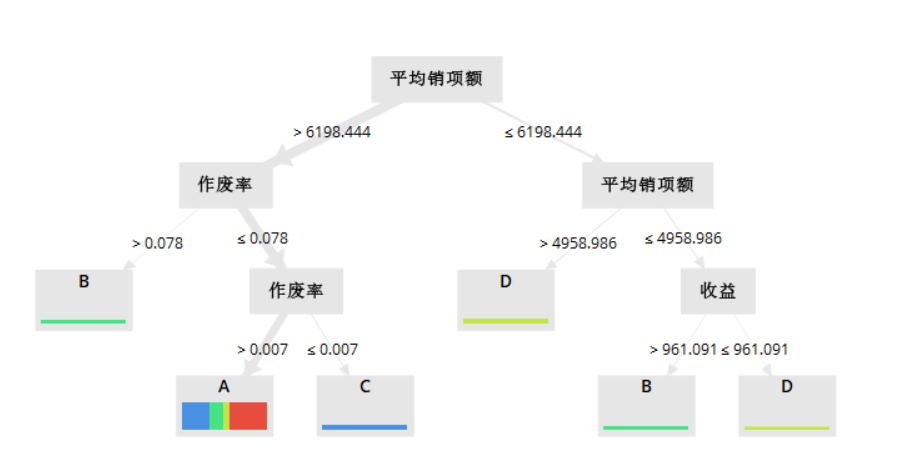 平均销项额
> 6198.444
≤ 6198.444
作废率
平均销项额
> 0.078
≤ 0.078
> 4958.986
≤ 4958.986
B
作废率
D
收益
> 0.007
≤ 0.007
> 961.091
≤ 961.091
A
C
B
D